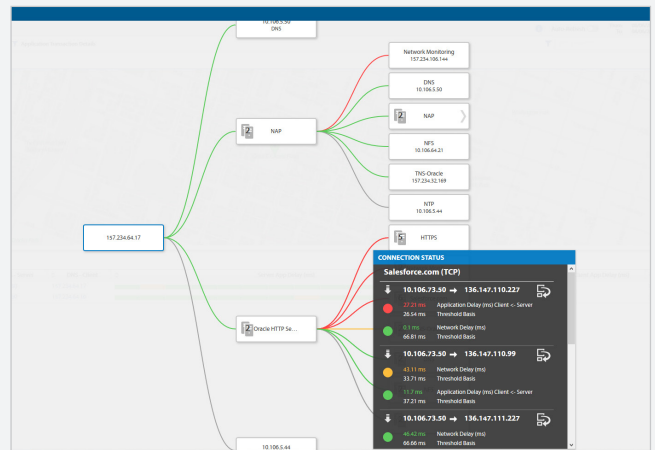 10.106.5.50
DNS
Network Monitoring
157.234.106.144
DNS
10.106.5.50
2
NAP
2
NAP
NFS
10.106.64.21
TNS-Oracle
157.234.32.169
NTP
10.106.5.44
157.234.64.17
5
HTTPS
CONNECTION STATUS
Salesforce.com (TCP)
10.106.73.50 → 136.147.110.227
27.21 ms Application Delay (ms) Client <- Server
26.54 ms Threshold Basis
2
Oracle HTTP Se...
0.1 ms Network Delay (ms)
66.81 ms Threshold Basis
10.106.73.50 → 136.147.110.99
43.11 ms Network Delay (ms)
33.71 ms Threshold Basis
11.7 ms Application Delay (ms) Client <- Server
37.21 ms Threshold Basis
10.106.73.50 → 136.147.111.227
46.42 ms Network Delay (ms)
66.66 ms Threshold Basis
10.106.5.44